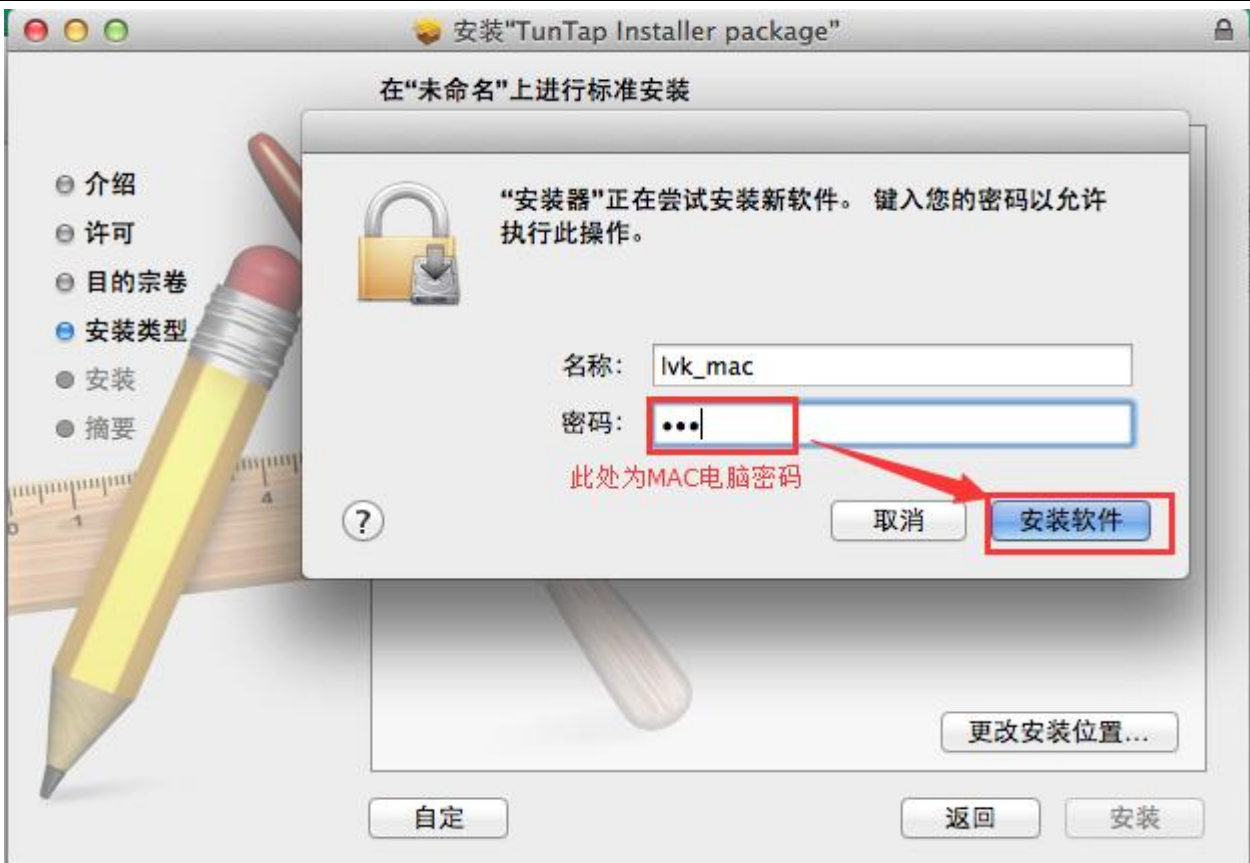 安装"TunTap Installer package"
在“未命名”上进行标准安装
介绍
许可
目的宗卷
安装类型
安装
摘要
“安装器”正在尝试安装新软件。 键入您的密码以允许
执行此操作。
名称： lvk_mac
密码： •••
此处为MAC电脑密码
?
取消 安装软件
0 1 4
更改安装位置...
自定 返回 安装